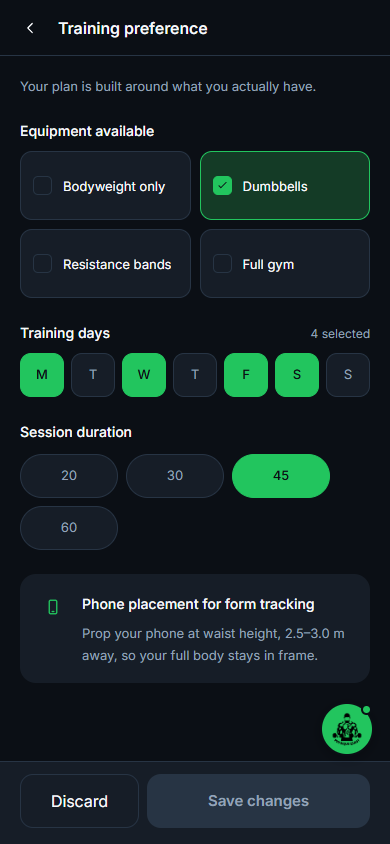 Training preference
Your plan is built around what you actually have.
Equipment available
Bodyweight only
Dumbbells
Resistance bands
Full gym
Training days
4 selected
M
T
W
T
F
S
S
Session duration
20
30
45
60
Phone placement for form tracking
Prop your phone at waist height, 2.5–3.0 m
away, so your full body stays in frame.
Discard
Save changes